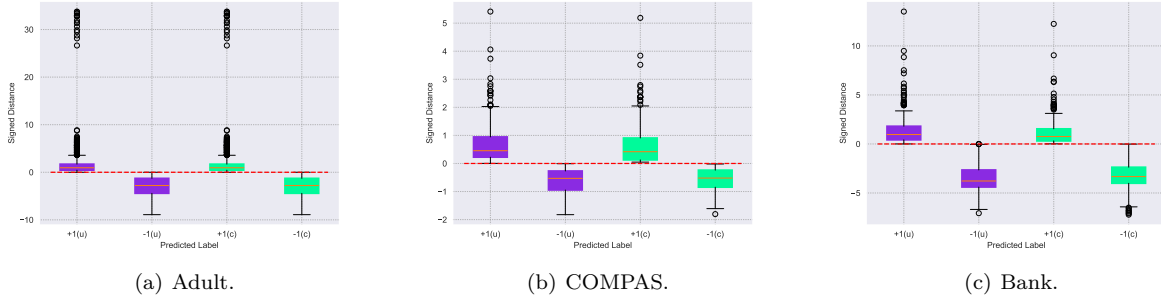 30
20
10
0
−10
Signed Distance
+1(u)
-1(u)
+1(c)
-1(c)
Predicted Label
(a) Adult.
5
4
3
2
1
0
−1
−2
Signed Distance
+1(u)
-1(u)
+1(c)
-1(c)
Predicted Label
(b) COMPAS.
10
5
0
−5
Signed Distance
+1(u)
-1(u)
+1(c)
-1(c)
Predicted Label
(c) Bank.